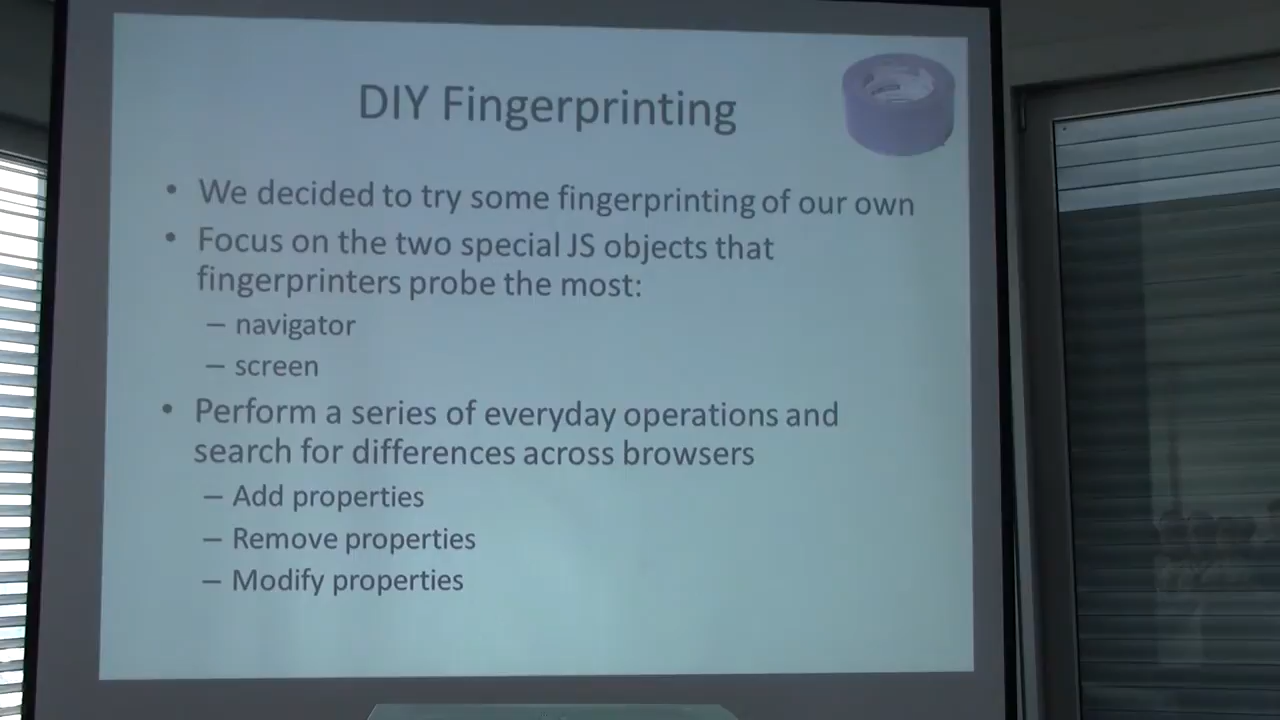 DIY Fingerprinting
• We decided to try some fingerprinting of our own
• Focus on the two special JS objects that
fingerprinters probe the most:
– navigator
– screen
• Perform a series of everyday operations and
search for differences across browsers
– Add properties
– Remove properties
– Modify properties